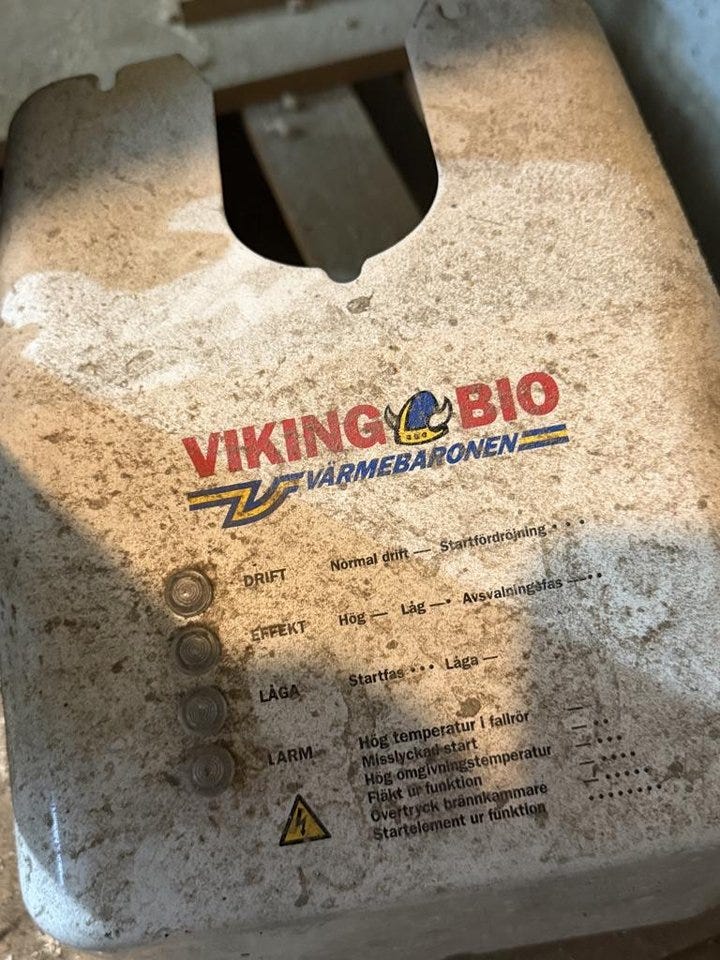 VIKING BIO
VÄRMEBARONEN
DRIFT Normal drift — Startfördröjning • • •
EFFEKT Hög — Låg —• Avsvalningsfas —••
LÅGA Startfas ••• Låga —
LARM Hög temperatur i fallrör
Misslyckad start
Hög omgivningstemperatur
Fläkt ur funktion
Övertryck brännkammare
Startelement ur funktion